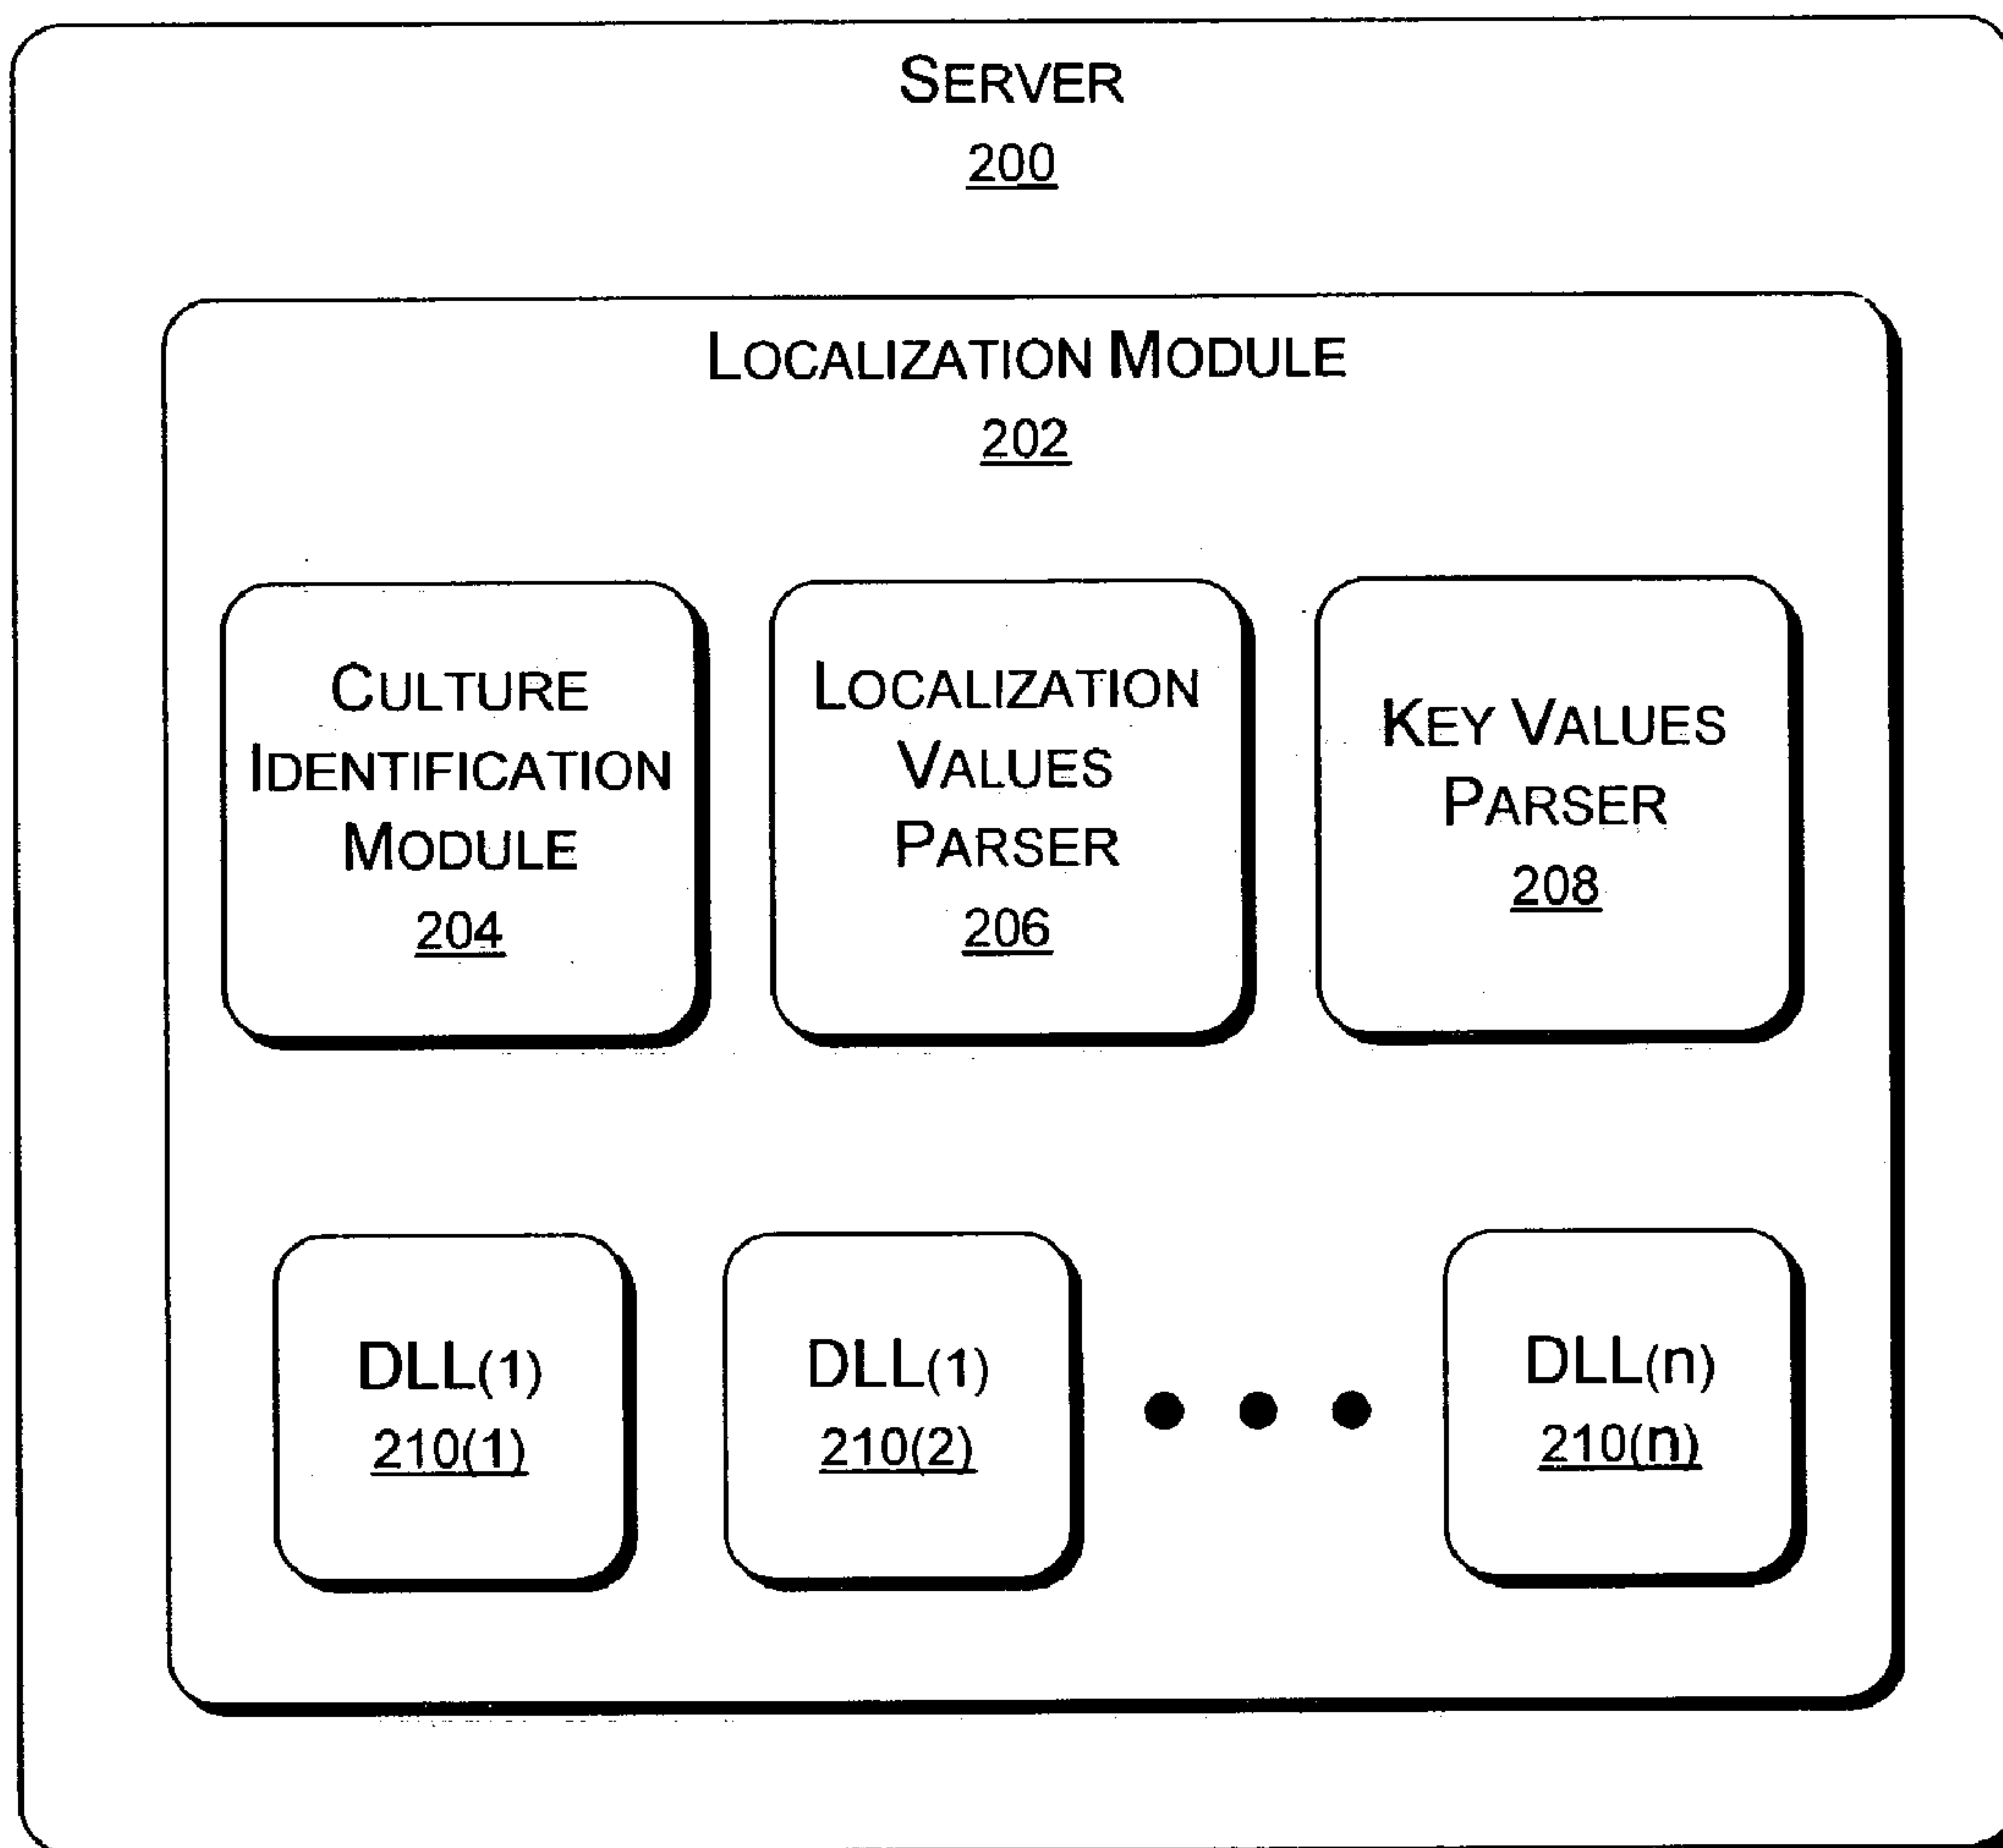 SERVER
200
LOCALIZATION MODULE
202
CULTURE
IDENTIFICATION
MODULE
204
LOCALIZATION
VALUES
PARSER
206
KEY VALUES
PARSER
208
DLL(1)
210(1)
DLL(1)
210(2)
DLL(n)
210(n)